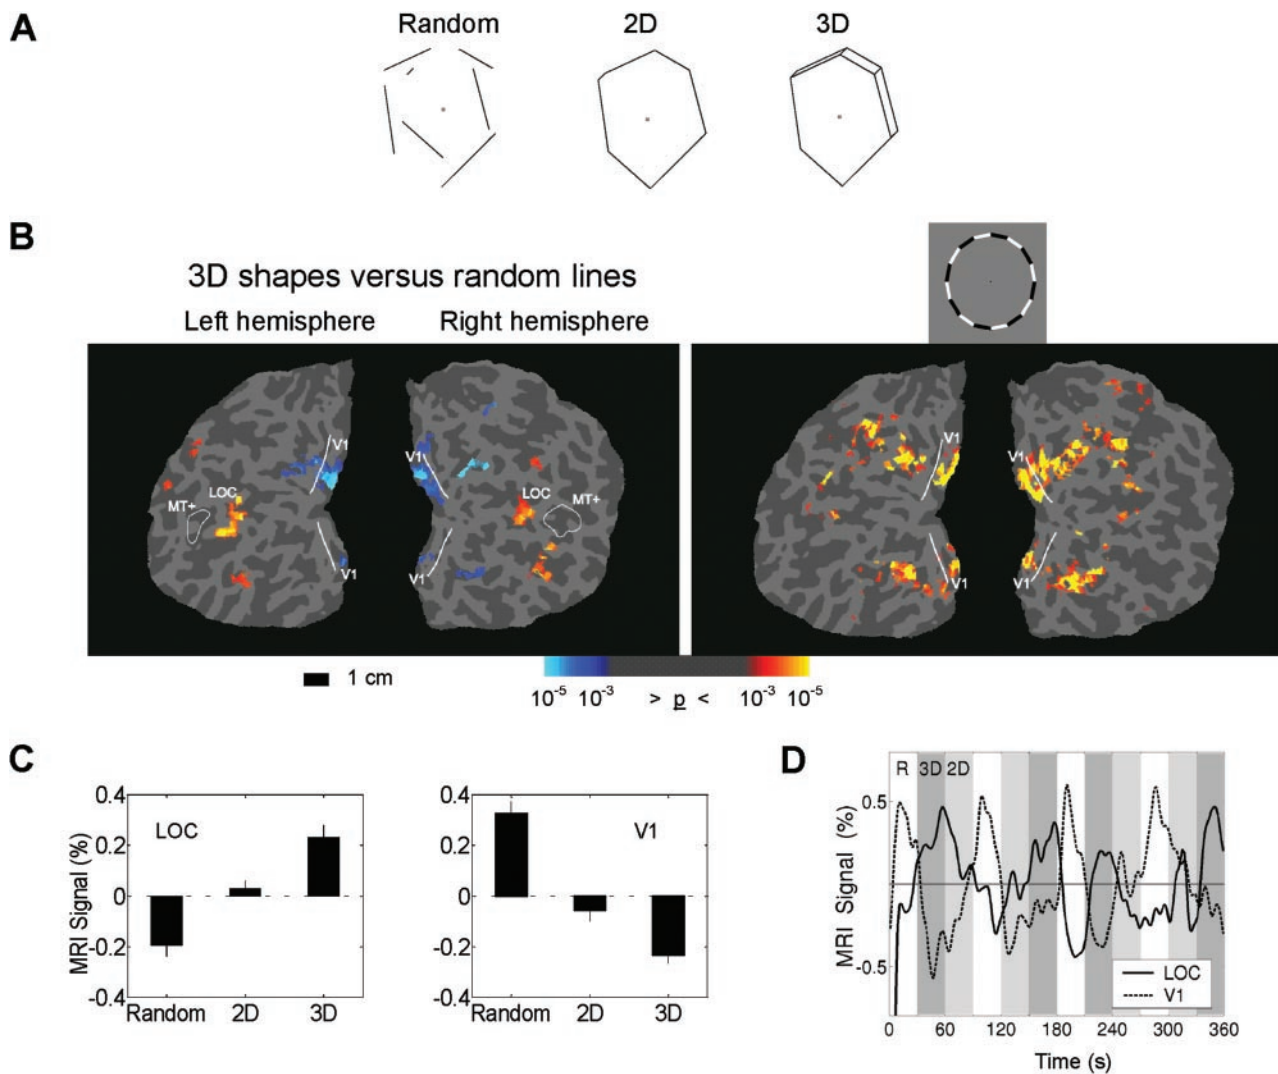 A
Random 2D 3D
B
3D shapes versus random lines
Left hemisphere Right hemisphere
V1 V1
LOC LOC
MT+ MT+
V1 V1
V1 V1
V1 V1
1 cm
10-5 10-3 > p < 10-3 10-5
C
MRI Signal (%)
0.4
0.2
0
-0.2
-0.4
LOC
Random 2D 3D
0.4
0.2
0
-0.2
-0.4
V1
Random 2D 3D
D
MRI Signal (%)
R 3D 2D
0.5
-0.5
LOC
V1
0 60 120 180 240 300 360
Time (s)